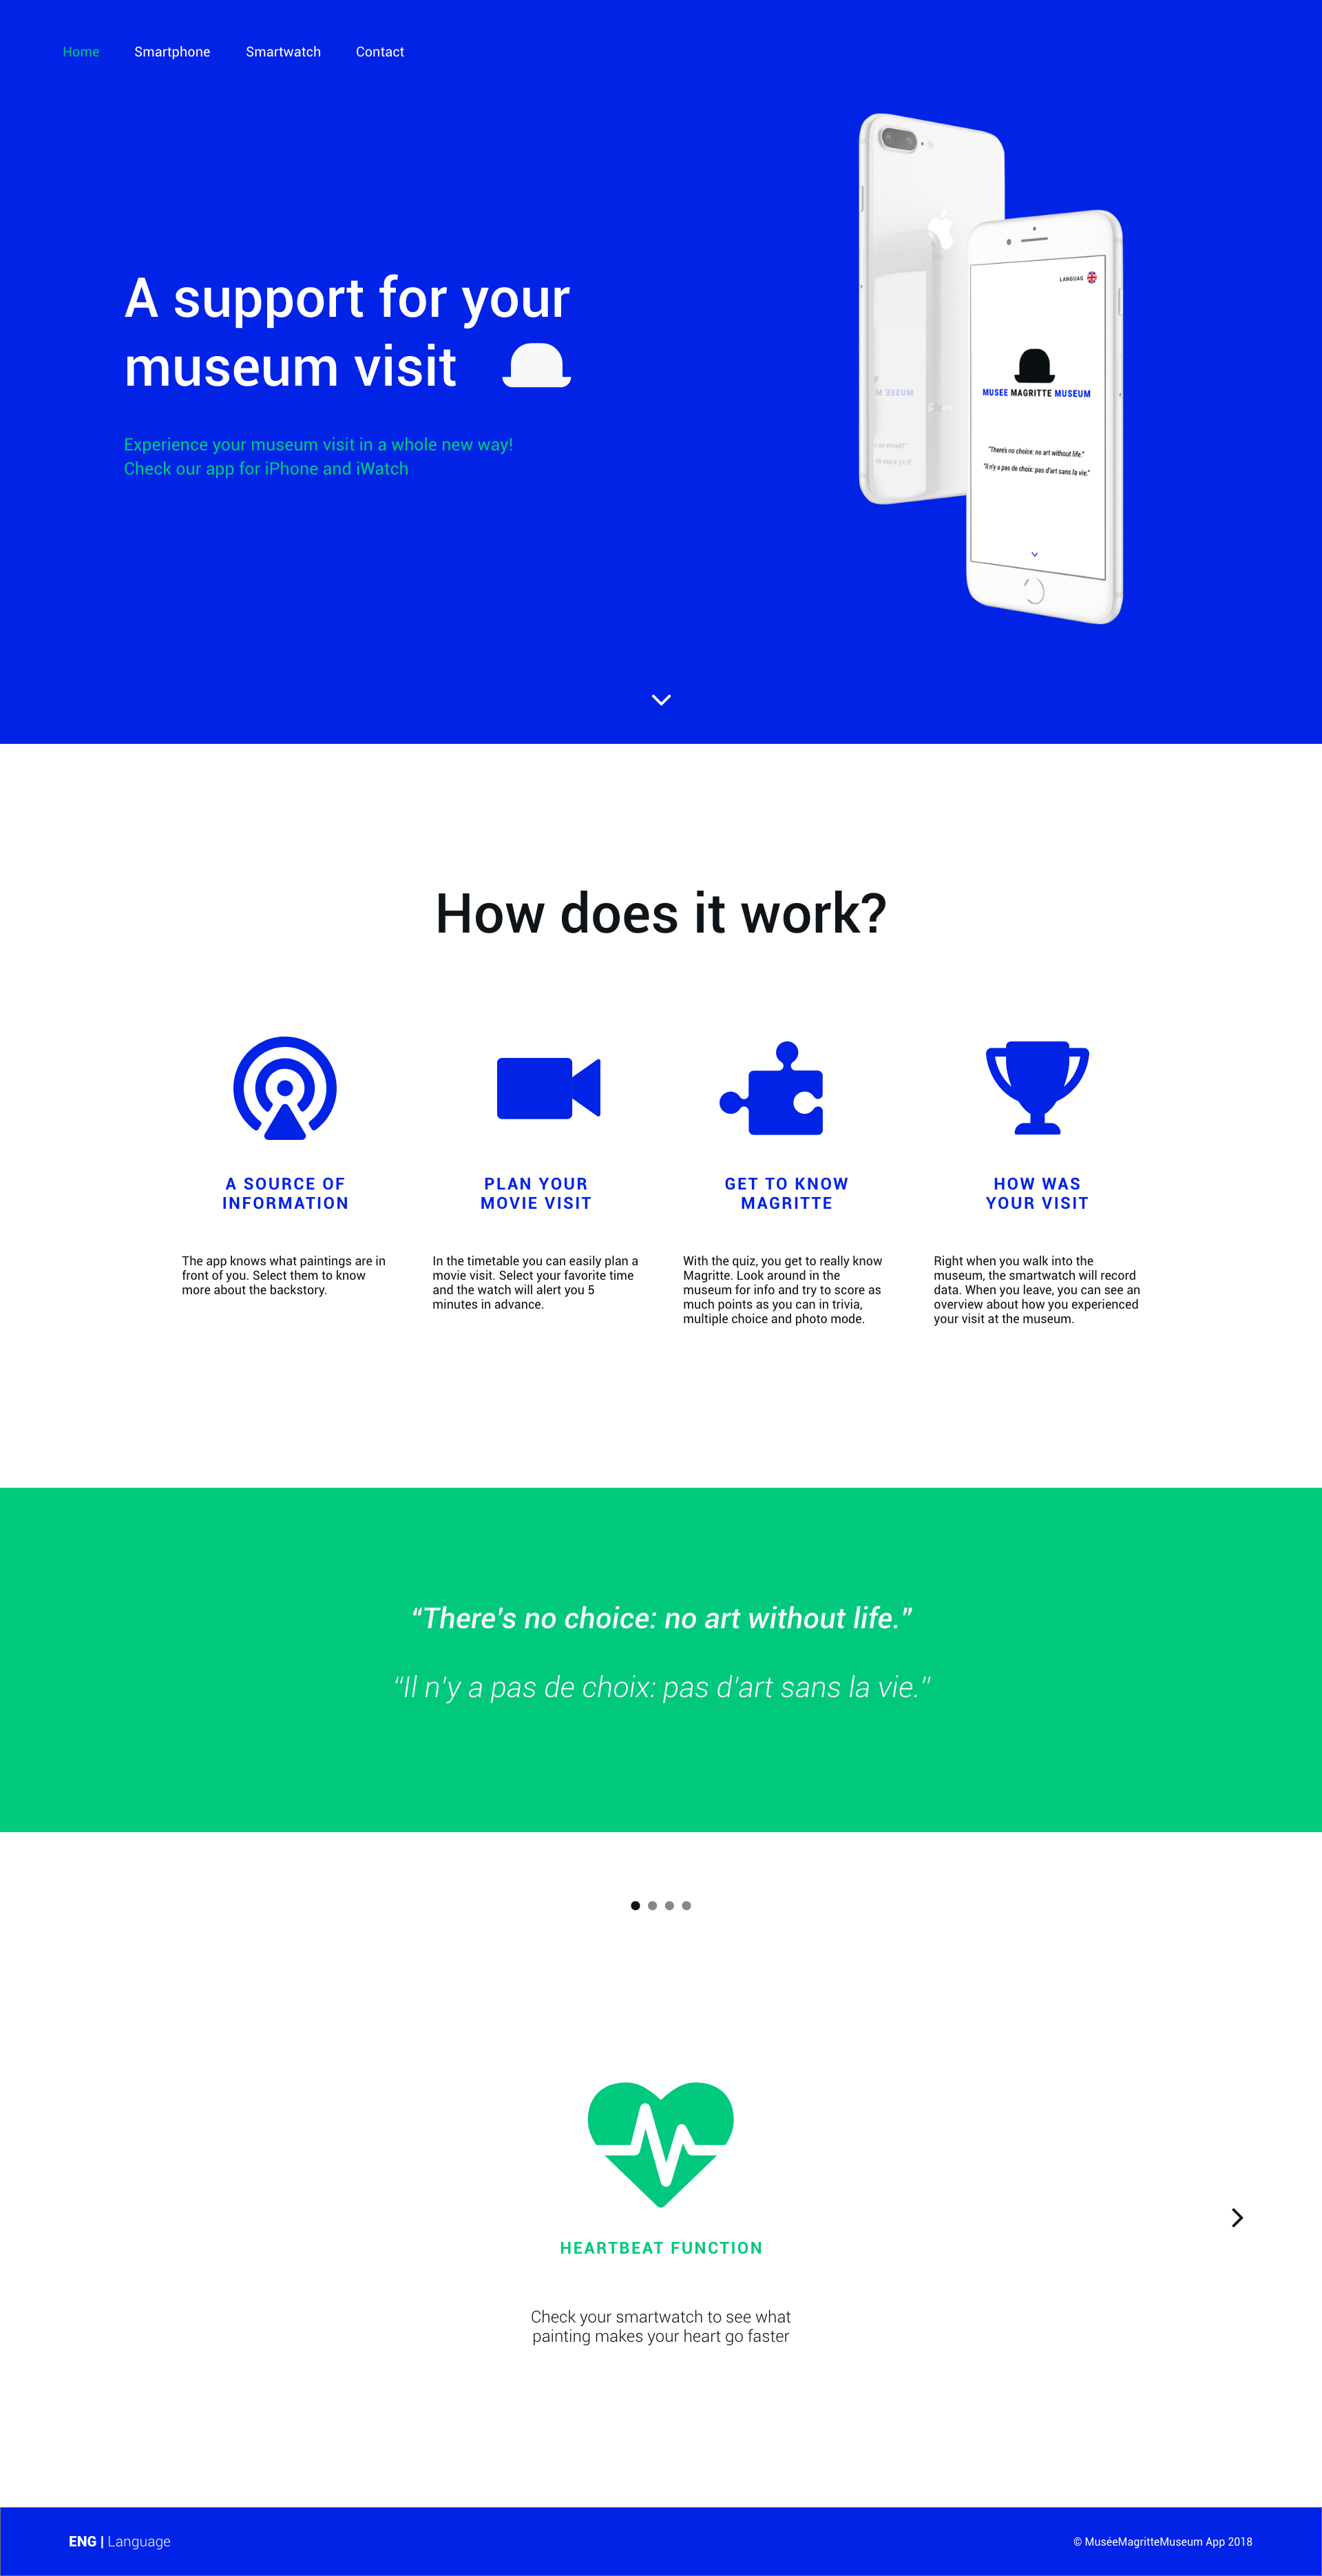 Home Smartphone Smartwatch Contact
A support for your
museum visit
Experience your museum visit in a whole new way!
Check our app for iPhone and iWatch
LANGUAG
MUSEE MAGRITTE MUSEUM
"There's no choice: no art without life."
"Il n'y a pas de choix: pas d'art sans la vie."
iPhone
How does it work?
A SOURCE OF
INFORMATION
The app knows what paintings are in
front of you. Select them to know
more about the backstory.
PLAN YOUR
MOVIE VISIT
In the timetable you can easily plan a
movie visit. Select your favorite time
and the watch will alert you 5
minutes in advance.
GET TO KNOW
MAGRITTE
With the quiz, you get to really know
Magritte. Look around in the
museum for info and try to score as
much points as you can in trivia,
multiple choice and photo mode.
HOW WAS
YOUR VISIT
Right when you walk into the
museum, the smartwatch will record
data. When you leave, you can see an
overview about how you experienced
your visit at the museum.
“There's no choice: no art without life.”
“Il n'y a pas de choix: pas d'art sans la vie.”
HEARTBEAT FUNCTION
Check your smartwatch to see what
painting makes your heart go faster
ENG | Language
© MuséeMagritteMuseum App 2018